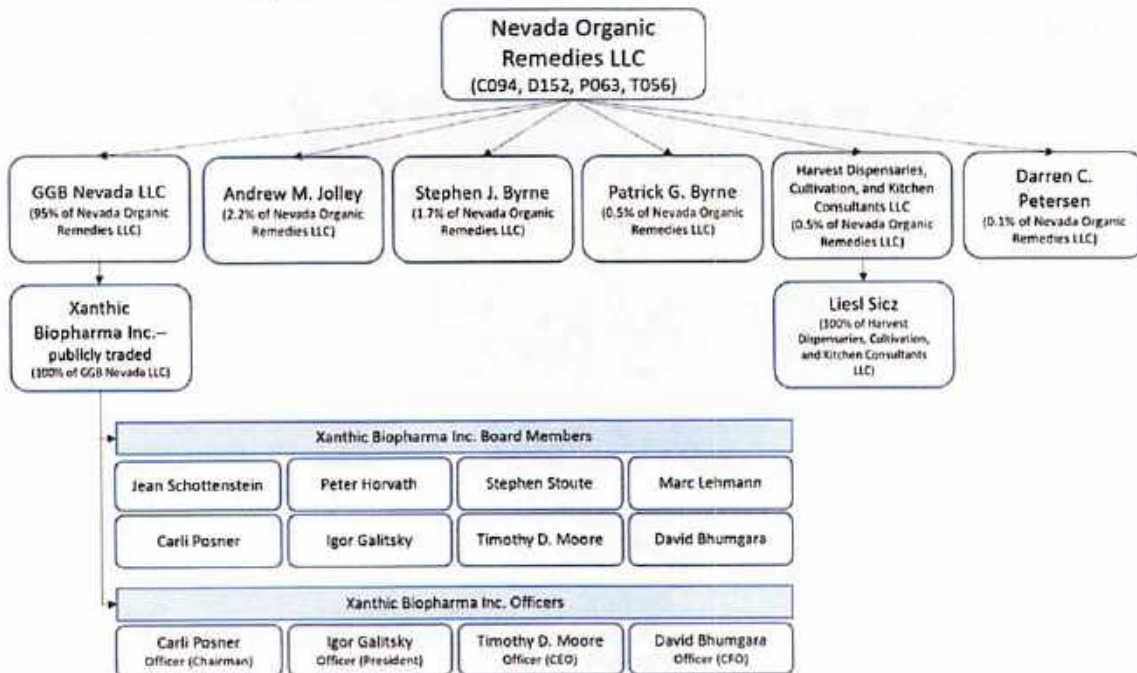 Nevada Organic
Remedies LLC
(C094, D152, P063, T056)
GGB Nevada LLC
(95% of Nevada Organic
Remedies LLC)
Andrew M. Jolley
(2.2% of Nevada Organic
Remedies LLC)
Stephen J. Byrne
(1.7% of Nevada Organic
Remedies LLC)
Patrick G. Byrne
(0.5% of Nevada Organic
Remedies LLC)
Harvest Dispensaries,
Cultivation, and Kitchen
Consultants LLC
(0.5% of Nevada Organic
Remedies LLC)
Darren C.
Petersen
(0.1% of Nevada Organic
Remedies LLC)
Xanthic
Biopharma Inc.–
publicly traded
(100% of GGB Nevada LLC)
Liesl Sicz
(100% of Harvest
Dispensaries, Cultivation,
and Kitchen Consultants
LLC)
Xanthic Biopharma Inc. Board Members
Jean Schottenstein
Peter Horvath
Stephen Stoute
Marc Lehmann
Carli Posner
Igor Galitsky
Timothy D. Moore
David Bhumgara
Xanthic Biopharma Inc. Officers
Carli Posner
Officer (Chairman)
Igor Galitsky
Officer (President)
Timothy D. Moore
Officer (CEO)
David Bhumgara
Officer (CFO)